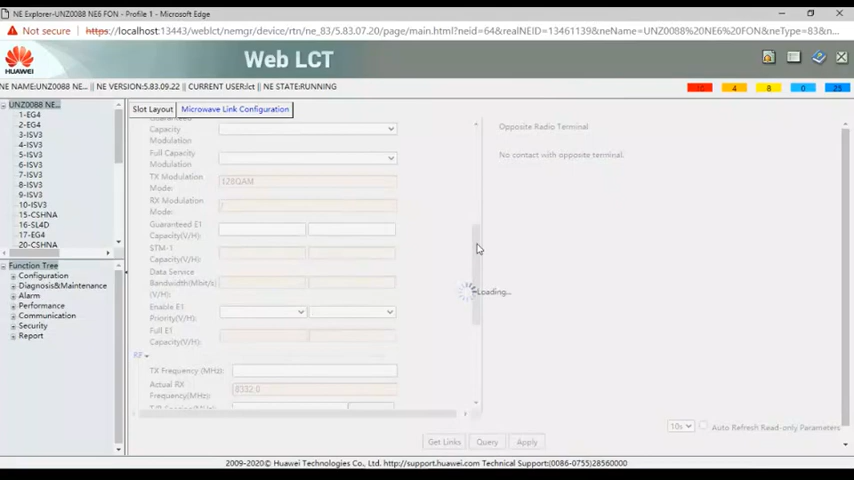 NE Explorer-UNZ0088 NE6 FON - Profile 1 - Microsoft Edge
Not secure | https://localhost:13443/weblct/nemgr/device/rtn/ne_83/5.83.07.20/page/main.html?neid=64&realNEID=13461139&neName=UNZ0088%20NE6%20FON&neType=83&n...
HUAWEI
Web LCT
NE NAME:UNZ0088 NE... || NE VERSION:5.83.09.22 || CURRENT USER:lct || NE STATE:RUNNING
4 8 0 25
UNZ0088 NE...
1-EG4
2-EG4
3-ISV3
4-ISV3
5-ISV3
6-ISV3
7-ISV3
8-ISV3
9-ISV3
10-ISV3
15-CSHNA
16-SL4D
17-EG4
20-CSHNA
Function Tree
Configuration
Diagnosis&Maintenance
Alarm
Performance
Communication
Security
Report
Slot Layout
Microwave Link Configuration
Guaranteed
Capacity
Modulation
Full Capacity
Modulation
TX Modulation
Mode:
128QAM
RX Modulation
Mode:
/
Guaranteed E1
Capacity(V/H):
STM-1
Capacity(V/H):
Data Service
Bandwidth(Mbit/s)
(V/H):
Enable E1
Priority(V/H):
Full E1
Capacity(V/H):
RF
TX Frequency (MHz):
Actual RX
Frequency(MHz):
8332.0
Loading...
Opposite Radio Terminal
No contact with opposite terminal.
Get Links
Query
Apply
10s
Auto Refresh Read-only Parameters
2009-2020© Huawei Technologies Co., Ltd. http://support.huawei.com Technical Support:(0086-0755)28560000